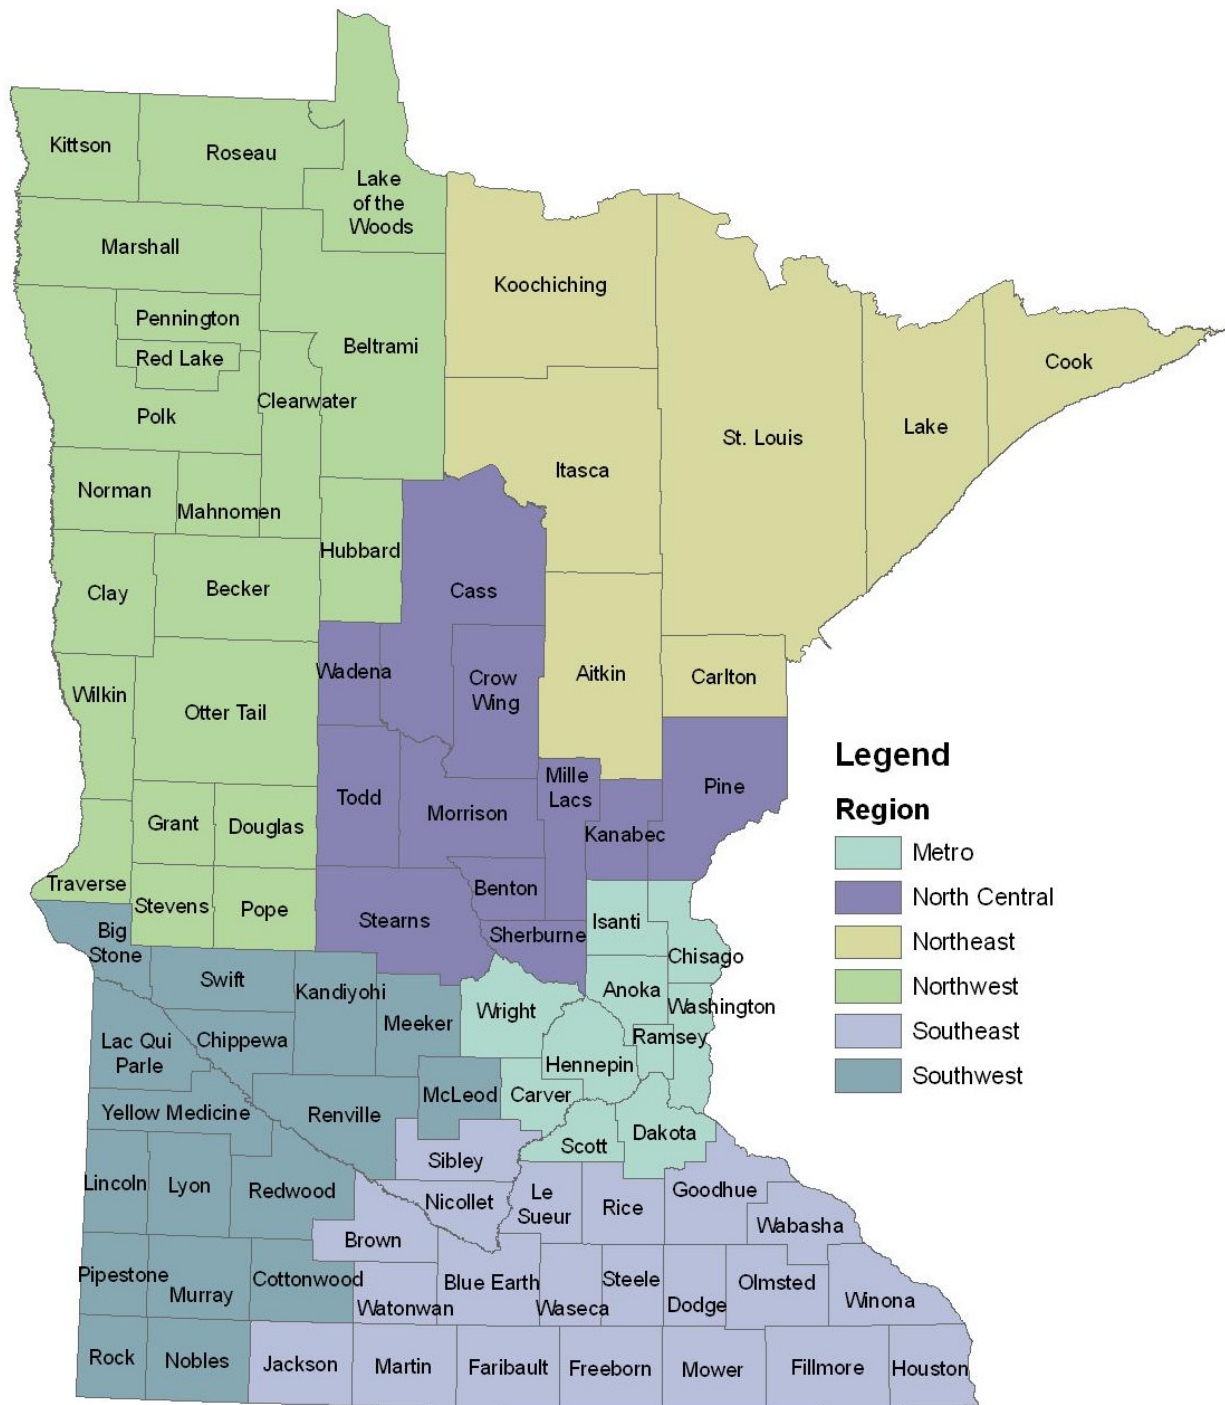 Kittson
Roseau
Lake
of the
Woods
Marshall
Koochiching
Pennington
Beltrami
Red Lake
Cook
Clearwater
Polk
Lake
St. Louis
Itasca
Norman
Mahnomen
Hubbard
Clay
Becker
Cass
Wadena
Crow
Wing
Aitkin
Carlton
Wilkin
Otter Tail
Mille
Lacs
Pine
Todd
Morrison
Kanabec
Grant
Douglas
Traverse
Stevens
Pope
Benton
Stearns
Sherburne
Isanti
Big
Stone
Chisago
Swift
Kandiyohi
Anoka
Washington
Wright
Meeker
Lac Qui
Parle
Chippewa
Ramsey
Hennepin
McLeod
Carver
Yellow Medicine
Renville
Dakota
Scott
Sibley
Lincoln
Lyon
Redwood
Nicollet
Le
Sueur
Rice
Goodhue
Wabasha
Brown
Pipestone
Murray
Cottonwood
Watonwan
Blue Earth
Waseca
Steele
Dodge
Olmsted
Winona
Rock
Nobles
Jackson
Martin
Faribault
Freeborn
Mower
Fillmore
Houston
Legend
Region
Metro
North Central
Northeast
Northwest
Southeast
Southwest